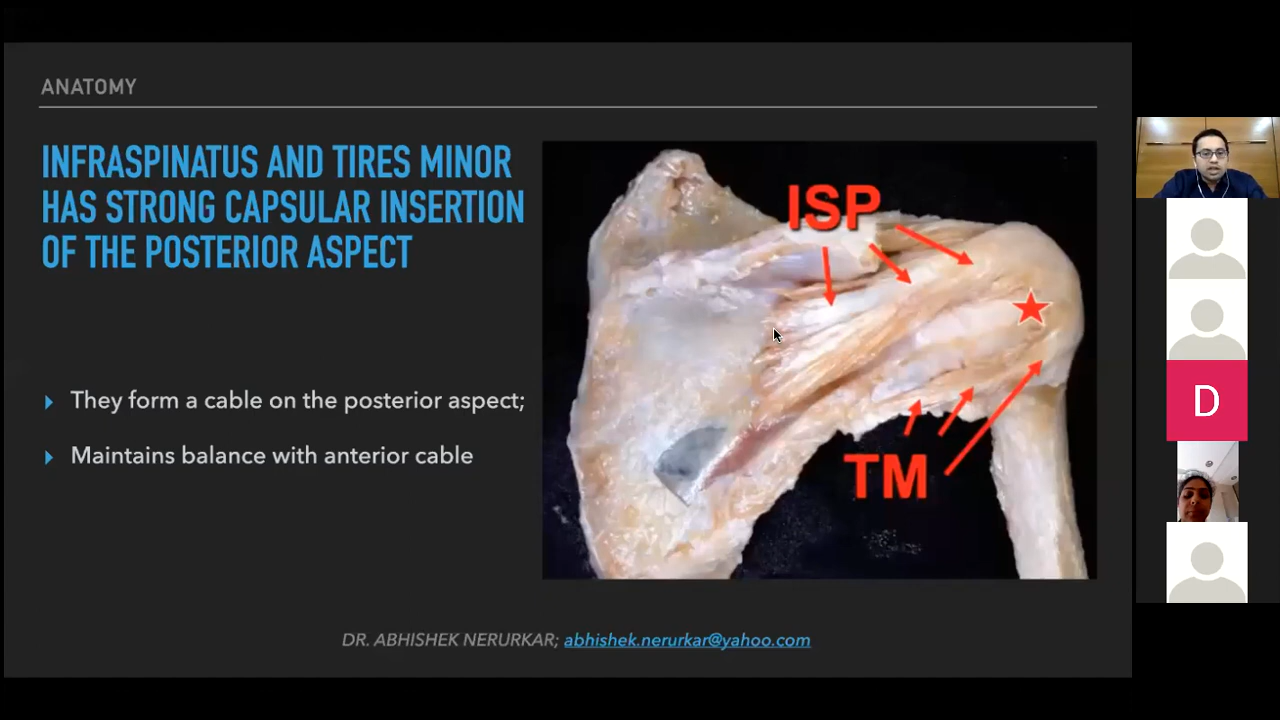 ANATOMY
INFRASPINATUS AND TIRES MINOR
HAS STRONG CAPSULAR INSERTION
OF THE POSTERIOR ASPECT
They form a cable on the posterior aspect;
Maintains balance with anterior cable
ISP
TM
DR. ABHISHEK NERURKAR; abhishek.nerurkar@yahoo.com
D